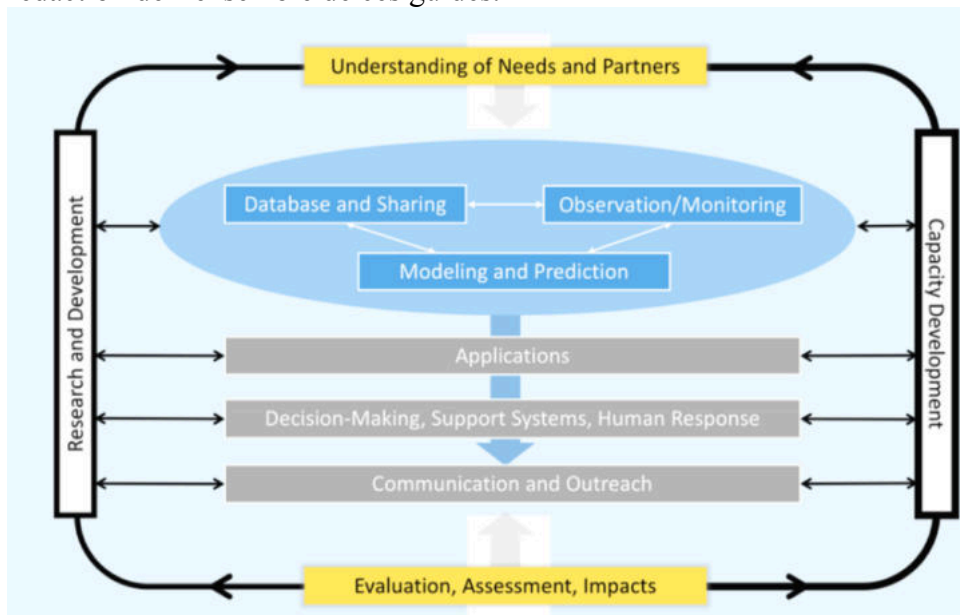 Understanding of Needs and Partners
Database and Sharing
Observation/Monitoring
Modeling and Prediction
Research and Development
Capacity Development
Applications
Decision-Making, Support Systems, Human Response
Communication and Outreach
Evaluation, Assessment, Impacts